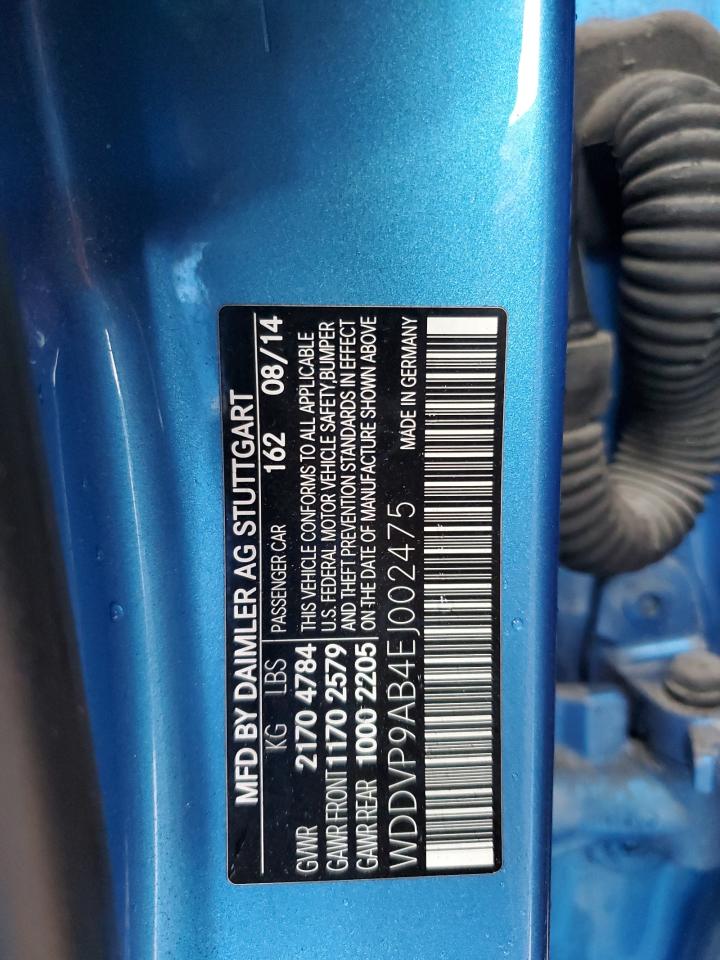 MFD BY DAIMLER AG STUTTGART
KG LBS PASSENGER CAR 162 08/14
GVWR 2170 4784 THIS VEHICLE CONFORMS TO ALL APPLICABLE
GAWR FRONT 1170 2579 U.S. FEDERAL MOTOR VEHICLE SAFETY, BUMPER
GAWR REAR 1000 2205 AND THEFT PREVENTION STANDARDS IN EFFECT
ON THE DATE OF MANUFACTURE SHOWN ABOVE
WDDVP9AB4EJ002475 MADE IN GERMANY